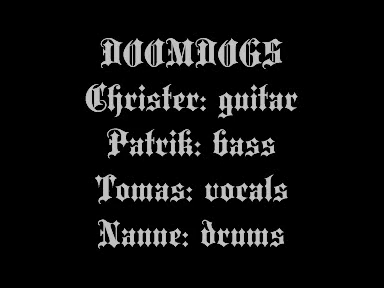 DOOMDOGS
Christer: guitar
Patrik: bass
Tomas: vocals
Nanne: drums